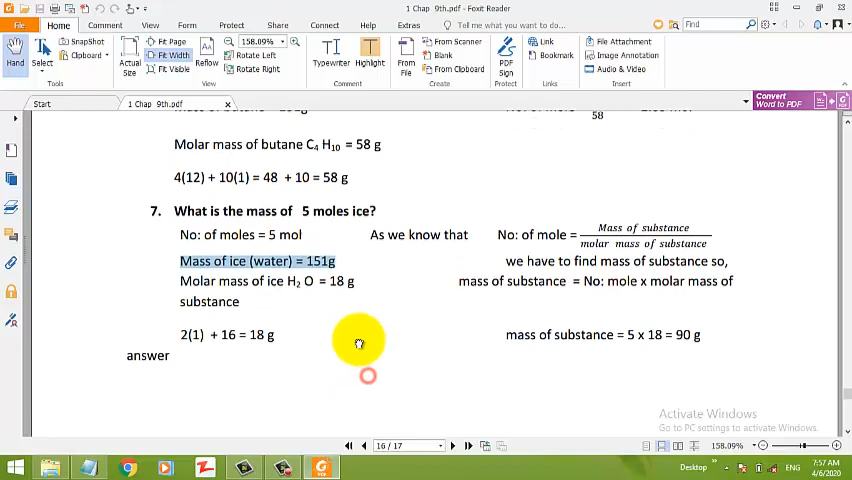 1 Chap 9th.pdf - Foxit Reader
File Home Comment View Form Protect Share Connect Help Extras Tell me what you want to do... Find
Hand
Select
SnapShot
Clipboard
Actual Size
Fit Page
Fit Width
Fit Visible
Reflow
158.09%
Rotate Left
Rotate Right
Typewriter
Highlight
From File
From Scanner
Blank
From Clipboard
PDF Sign
Link
Bookmark
File Attachment
Image Annotation
Audio & Video
Tools View Comment Create Protect Links Insert
Start 1 Chap 9th.pdf
Convert
Word to PDF
58
Molar mass of butane C₄ H₁₀ = 58 g
4(12) + 10(1) = 48 + 10 = 58 g
7. What is the mass of 5 moles ice?
No: of moles = 5 mol As we know that No: of mole = Mass of substance / molar mass of substance
Mass of ice (water) = 151g we have to find mass of substance so,
Molar mass of ice H₂ O = 18 g mass of substance = No: mole x molar mass of
substance
2(1) + 16 = 18 g mass of substance = 5 x 18 = 90 g
answer
Activate Windows
Go to PC settings to activate Windows.
16 / 17 158.09%
Desktop ENG 7:57 AM
4/6/2020